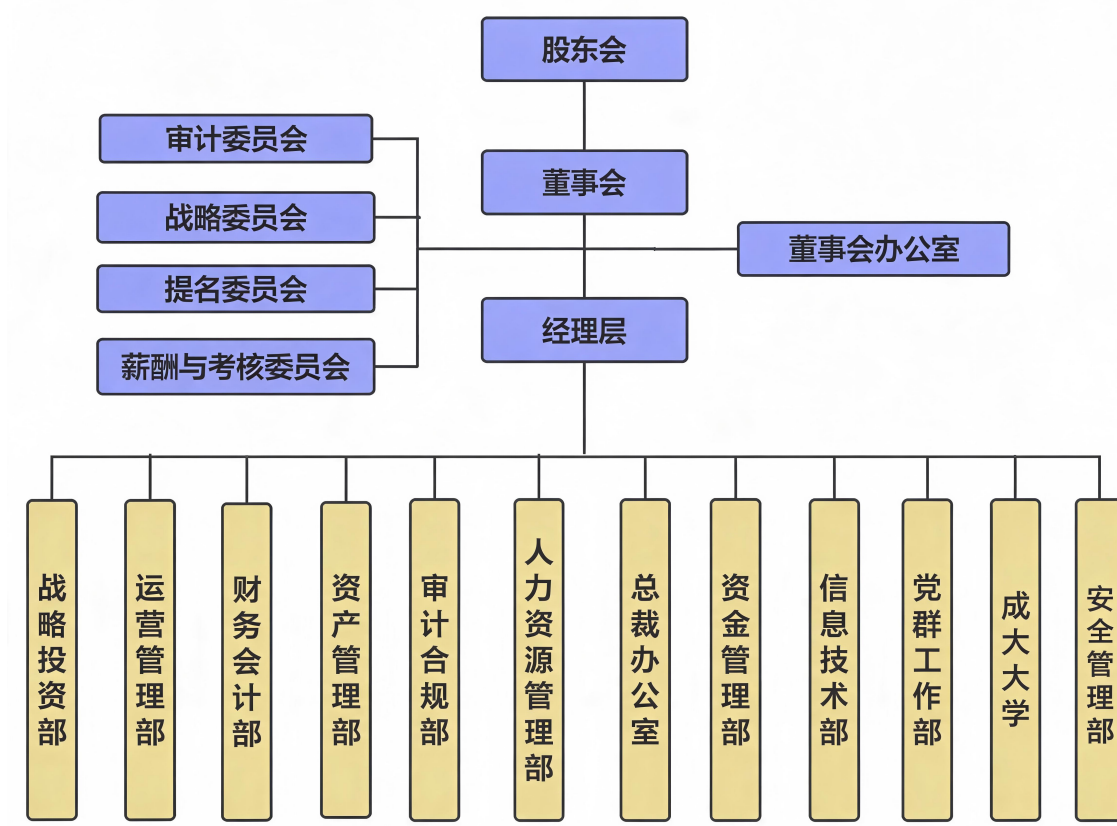 股东会
审计委员会
董事会
战略委员会
董事会办公室
提名委员会
经理层
薪酬与考核委员会
战略投资部
运营管理部
财务会计部
资产管理部
审计合规部
人力资源管理部
总裁办公室
资金管理部
信息技术部
党群工作部
成大大学
安全管理部